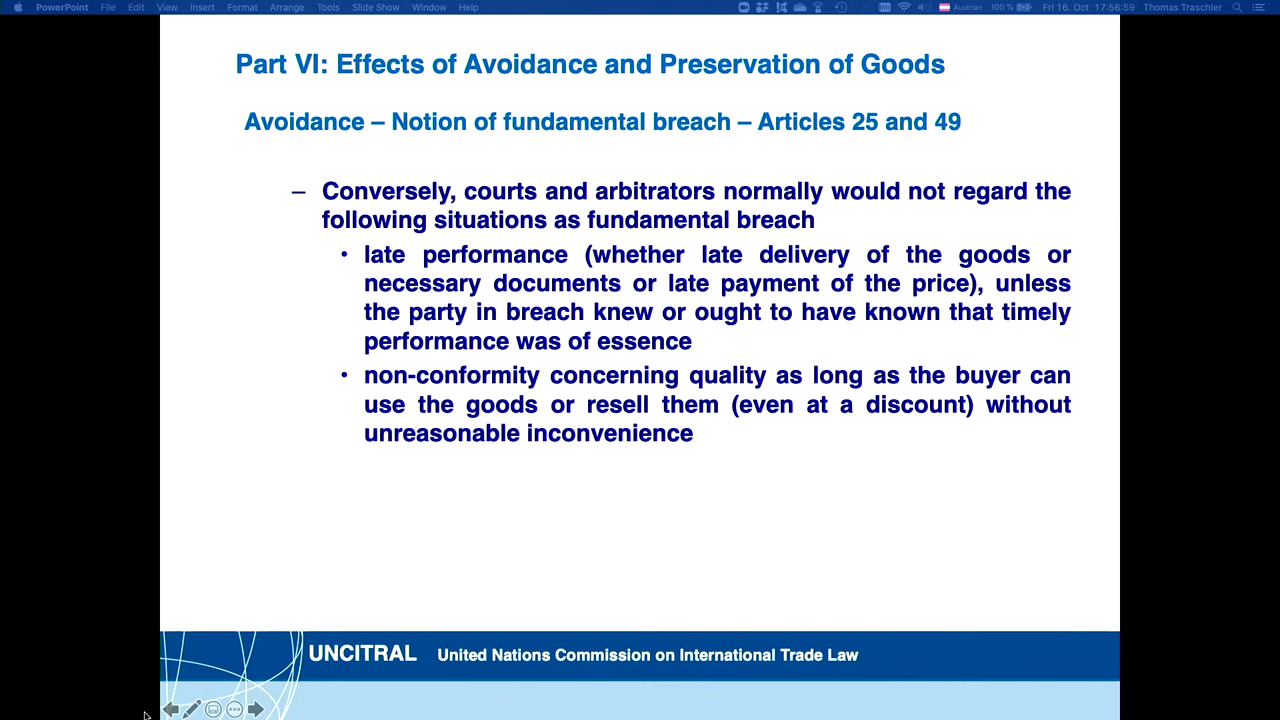 PowerPoint File Edit View Insert Format Arrange Tools Slide Show Window Help Austrian 100 % Fri 16. Oct 17:56:59 Thomas Traschler
Part VI: Effects of Avoidance and Preservation of Goods
Avoidance – Notion of fundamental breach – Articles 25 and 49
– Conversely, courts and arbitrators normally would not regard the
following situations as fundamental breach
• late performance (whether late delivery of the goods or
necessary documents or late payment of the price), unless
the party in breach knew or ought to have known that timely
performance was of essence
• non-conformity concerning quality as long as the buyer can
use the goods or resell them (even at a discount) without
unreasonable inconvenience
UNCITRAL United Nations Commission on International Trade Law